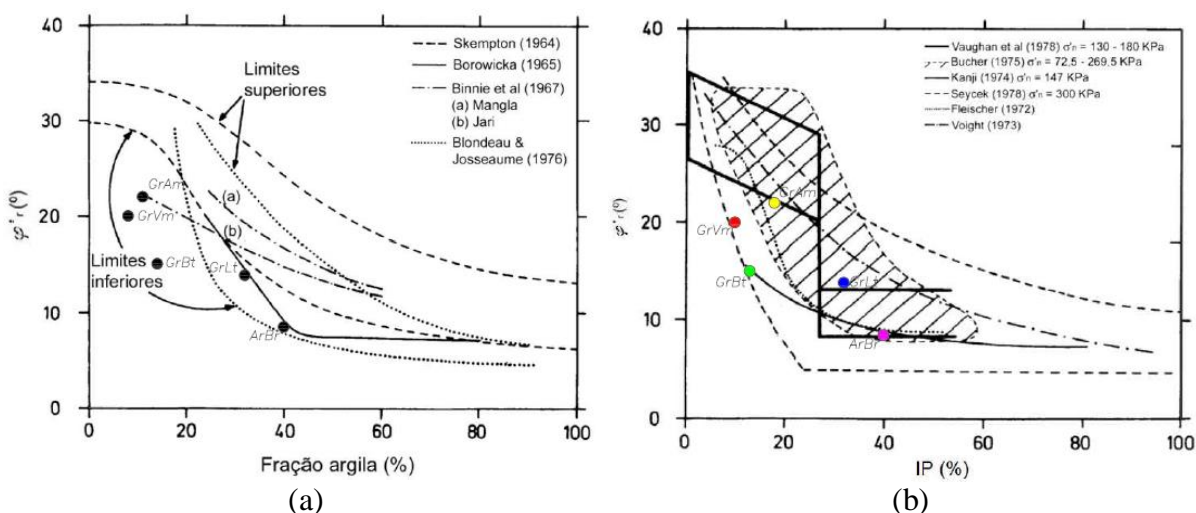 40
30
20
10
0
φ'r (º)
0
20
40
60
80
100
Fração argila (%)
Limites
superiores
Limites
inferiores
GrAm
GrVm
GrBt
GrLt
ArBr
(a)
(b)
Skempton (1964)
Borowicka (1965)
Binnie et al (1967)
(a) Mangla
(b) Jari
Blondeau &
Josseaume (1976)
(a)
40
30
20
10
0
φ'r (º)
0
20
40
60
80
100
IP (%)
Vaughan et al (1978) σ'n = 130 - 180 KPa
Bucher (1975) σ'n = 72,5 - 269,5 KPa
Kanji (1974) σ'n = 147 KPa
Seycek (1978) σ'n = 300 KPa
Fleischer (1972)
Voight (1973)
GrAm
GrVm
GrBt
GrLt
ArBr
(b)